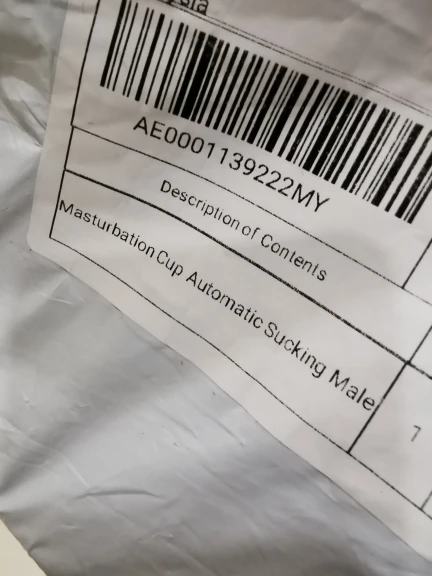 AE0001139222MY
Description of Contents
Masturbation Cup Automatic Sucking Male
1